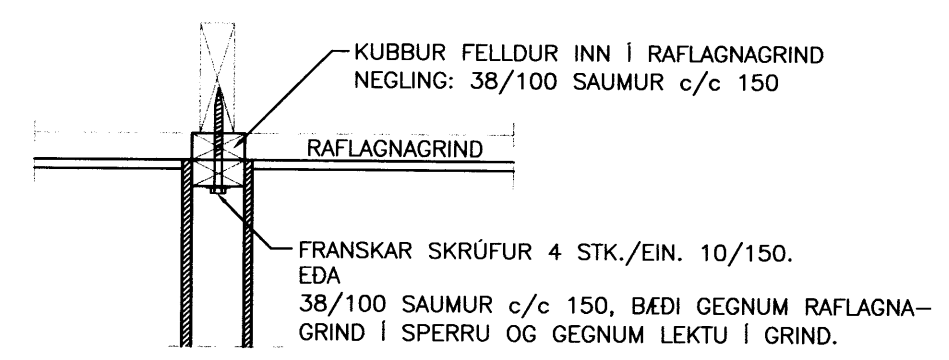 KUBBUR FELLDUR INN Í RAFLAGNAGRIND
NEGLING: 38/100 SAUMUR c/c 150
RAFLAGNAGRIND
FRANSKAR SKRÚFUR 4 STK./EIN. 10/150.
EÐA
38/100 SAUMUR c/c 150, BÆÐI GEGNUM RAFLAGNA-
GRIND Í SPERRU OG GEGNUM LEKTU Í GRIND.